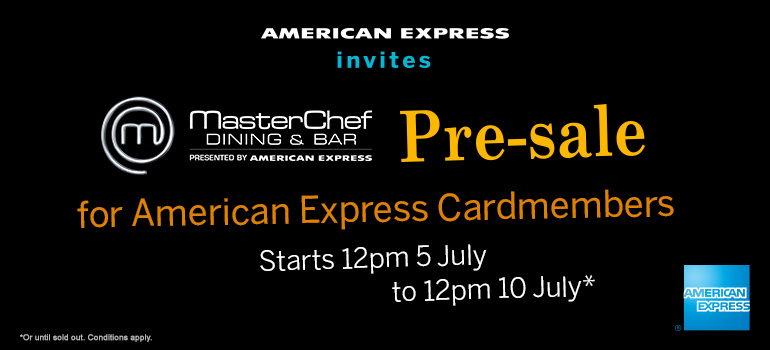 AMERICAN EXPRESS
invites
m
MasterChef
DINING & BAR
PRESENTED BY AMERICAN EXPRESS
Pre-sale
for American Express Cardmembers
Starts 12pm 5 July
to 12pm 10 July*
AMERICAN
EXPRESS
®
*Or until sold out. Conditions apply.